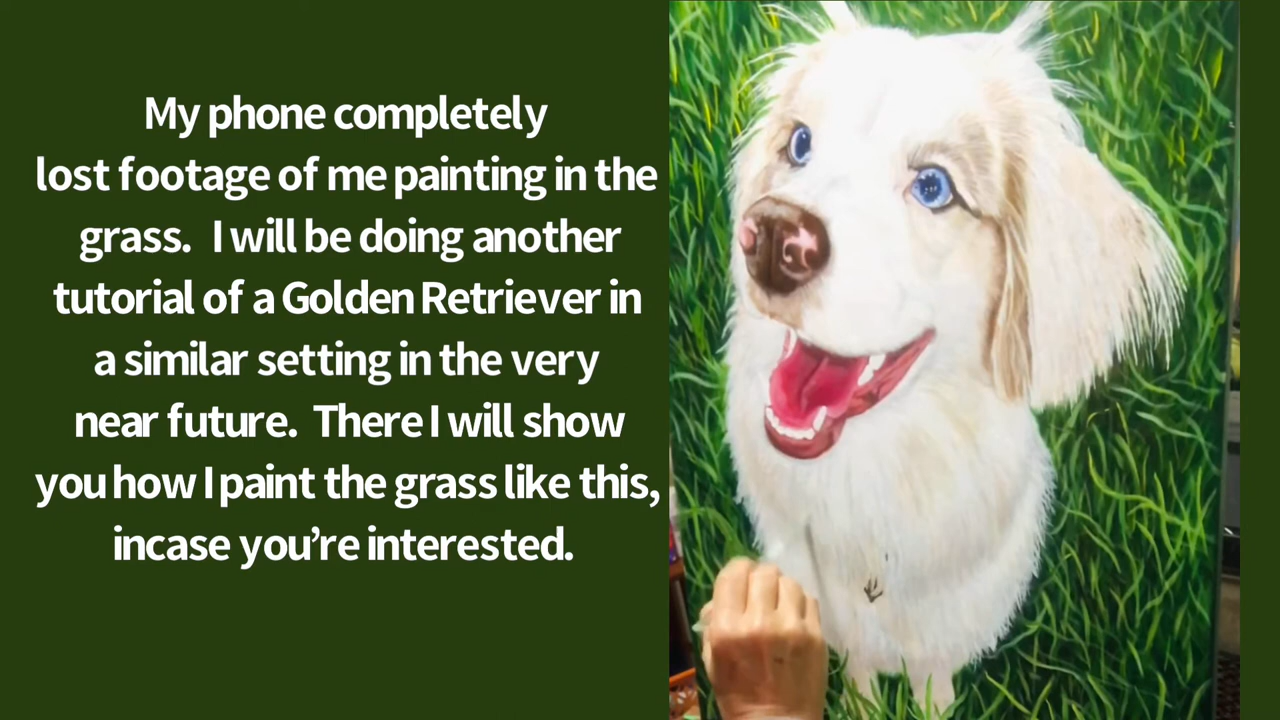 My phone completely
lost footage of me painting in the
grass. I will be doing another
tutorial of a Golden Retriever in
a similar setting in the very
near future. There I will show
you how I paint the grass like this,
incase you're interested.